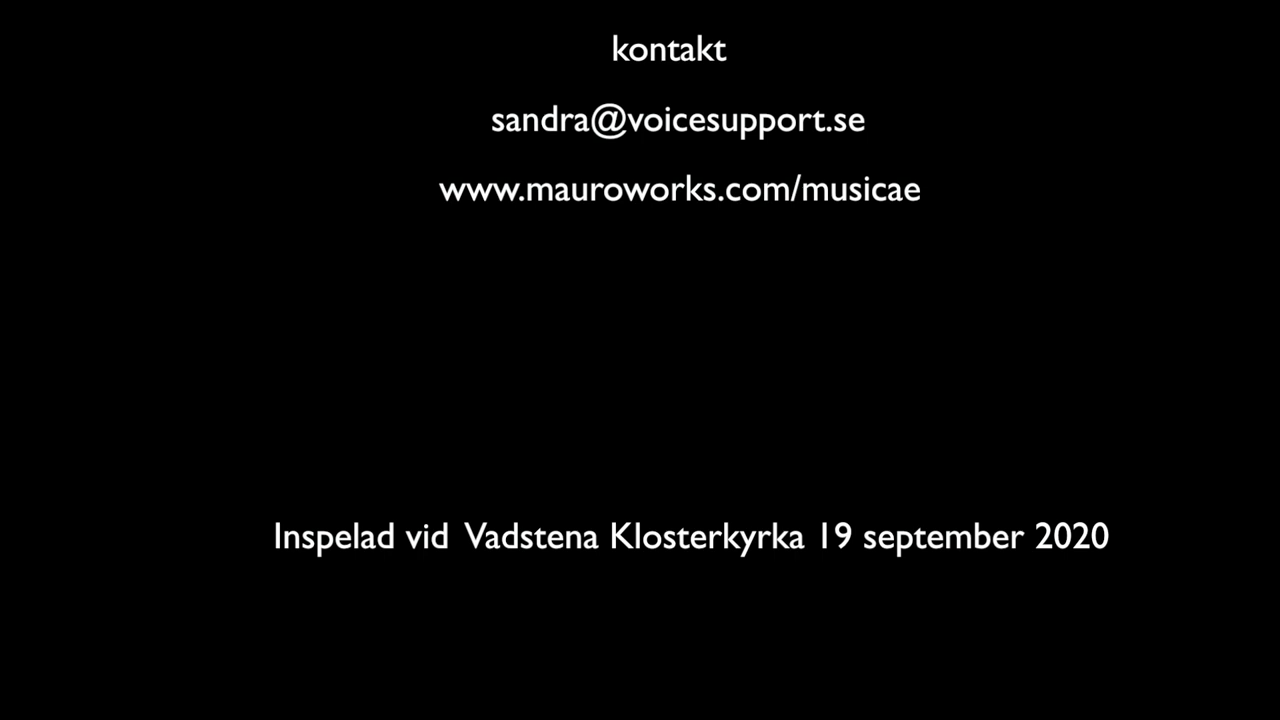 kontakt
sandra@voicesupport.se
www.mauroworks.com/musicae
Inspelad vid Vadstena Klosterkyrka 19 september 2020